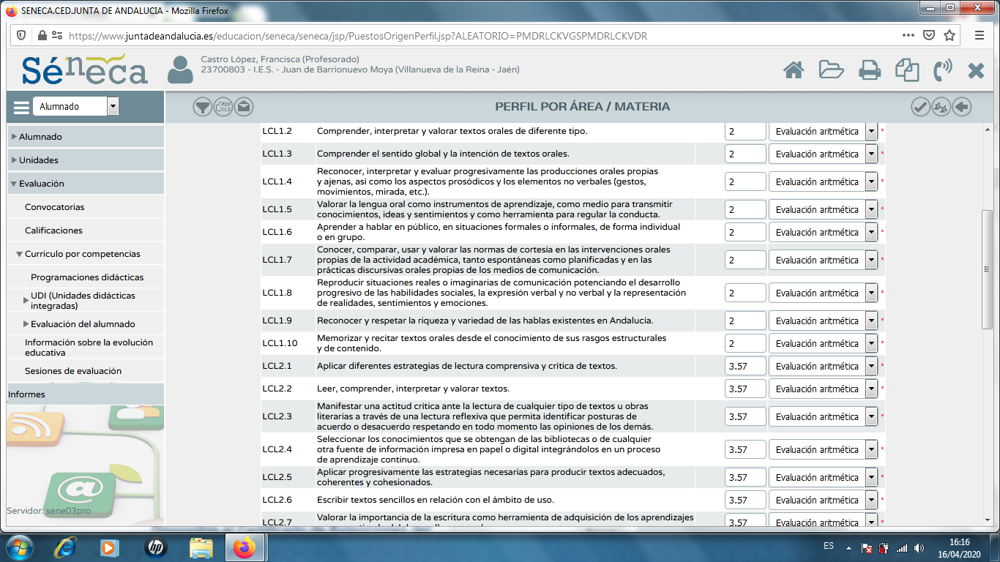 SENECA.CED.JUNTA DE ANDALUCIA - Mozilla Firefox
https://www.juntadeandalucia.es/educacion/seneca/seneca/jsp/PuestosOrigenPerfil.jsp?ALEATORIO=PMDRLCKVGSPMDRLCKVDR
Séneca
Castro López, Francisca (Profesorado)
23700803 - I.E.S. - Juan de Barrionuevo Moya (Villanueva de la Reina - Jaén)
Alumnado
PDF
XLS
PERFIL POR ÁREA / MATERIA
Alumnado
Unidades
Evaluación
Convocatorias
Calificaciones
Currículo por competencias
Programaciones didácticas
UDI (Unidades didácticas
integradas)
Evaluación del alumnado
Información sobre la evolución
educativa
Sesiones de evaluación
Informes
Servidor: sene03pro
LCL1.2 Comprender, interpretar y valorar textos orales de diferente tipo. 2 Evaluación aritmética *
LCL1.3 Comprender el sentido global y la intención de textos orales. 2 Evaluación aritmética *
Reconocer, interpretar y evaluar progresivamente las producciones orales propias
LCL1.4 y ajenas, así como los aspectos prosódicos y los elementos no verbales (gestos, 2 Evaluación aritmética *
movimientos, mirada, etc.).
LCL1.5 Valorar la lengua oral como instrumentos de aprendizaje, como medio para transmitir 2 Evaluación aritmética *
conocimientos, ideas y sentimientos y como herramienta para regular la conducta.
LCL1.6 Aprender a hablar en público, en situaciones formales o informales, de forma individual 2 Evaluación aritmética *
o en grupo.
Conocer, comparar, usar y valorar las normas de cortesía en las intervenciones orales
LCL1.7 propias de la actividad académica, tanto espontáneas como planificadas y en las 2 Evaluación aritmética *
prácticas discursivas orales propias de los medios de comunicación.
Reproducir situaciones reales o imaginarias de comunicación potenciando el desarrollo
LCL1.8 progresivo de las habilidades sociales, la expresión verbal y no verbal y la representación 2 Evaluación aritmética *
de realidades, sentimientos y emociones.
LCL1.9 Reconocer y respetar la riqueza y variedad de las hablas existentes en Andalucía. 2 Evaluación aritmética *
LCL1.10 Memorizar y recitar textos orales desde el conocimiento de sus rasgos estructurales 2 Evaluación aritmética *
y de contenido.
LCL2.1 Aplicar diferentes estrategias de lectura comprensiva y crítica de textos. 3.57 Evaluación aritmética *
LCL2.2 Leer, comprender, interpretar y valorar textos. 3.57 Evaluación aritmética *
Manifestar una actitud crítica ante la lectura de cualquier tipo de textos u obras
LCL2.3 literarias a través de una lectura reflexiva que permita identificar posturas de 3.57 Evaluación aritmética *
acuerdo o desacuerdo respetando en todo momento las opiniones de los demás.
Seleccionar los conocimientos que se obtengan de las bibliotecas o de cualquier
LCL2.4 otra fuente de información impresa en papel o digital integrándolos en un proceso 3.57 Evaluación aritmética *
de aprendizaje continuo.
LCL2.5 Aplicar progresivamente las estrategias necesarias para producir textos adecuados, 3.57 Evaluación aritmética *
coherentes y cohesionados.
LCL2.6 Escribir textos sencillos en relación con el ámbito de uso. 3.57 Evaluación aritmética *
LCL2.7 Valorar la importancia de la escritura como herramienta de adquisición de los aprendizajes 3.57 Evaluación aritmética *
ES
16:16
16/04/2020